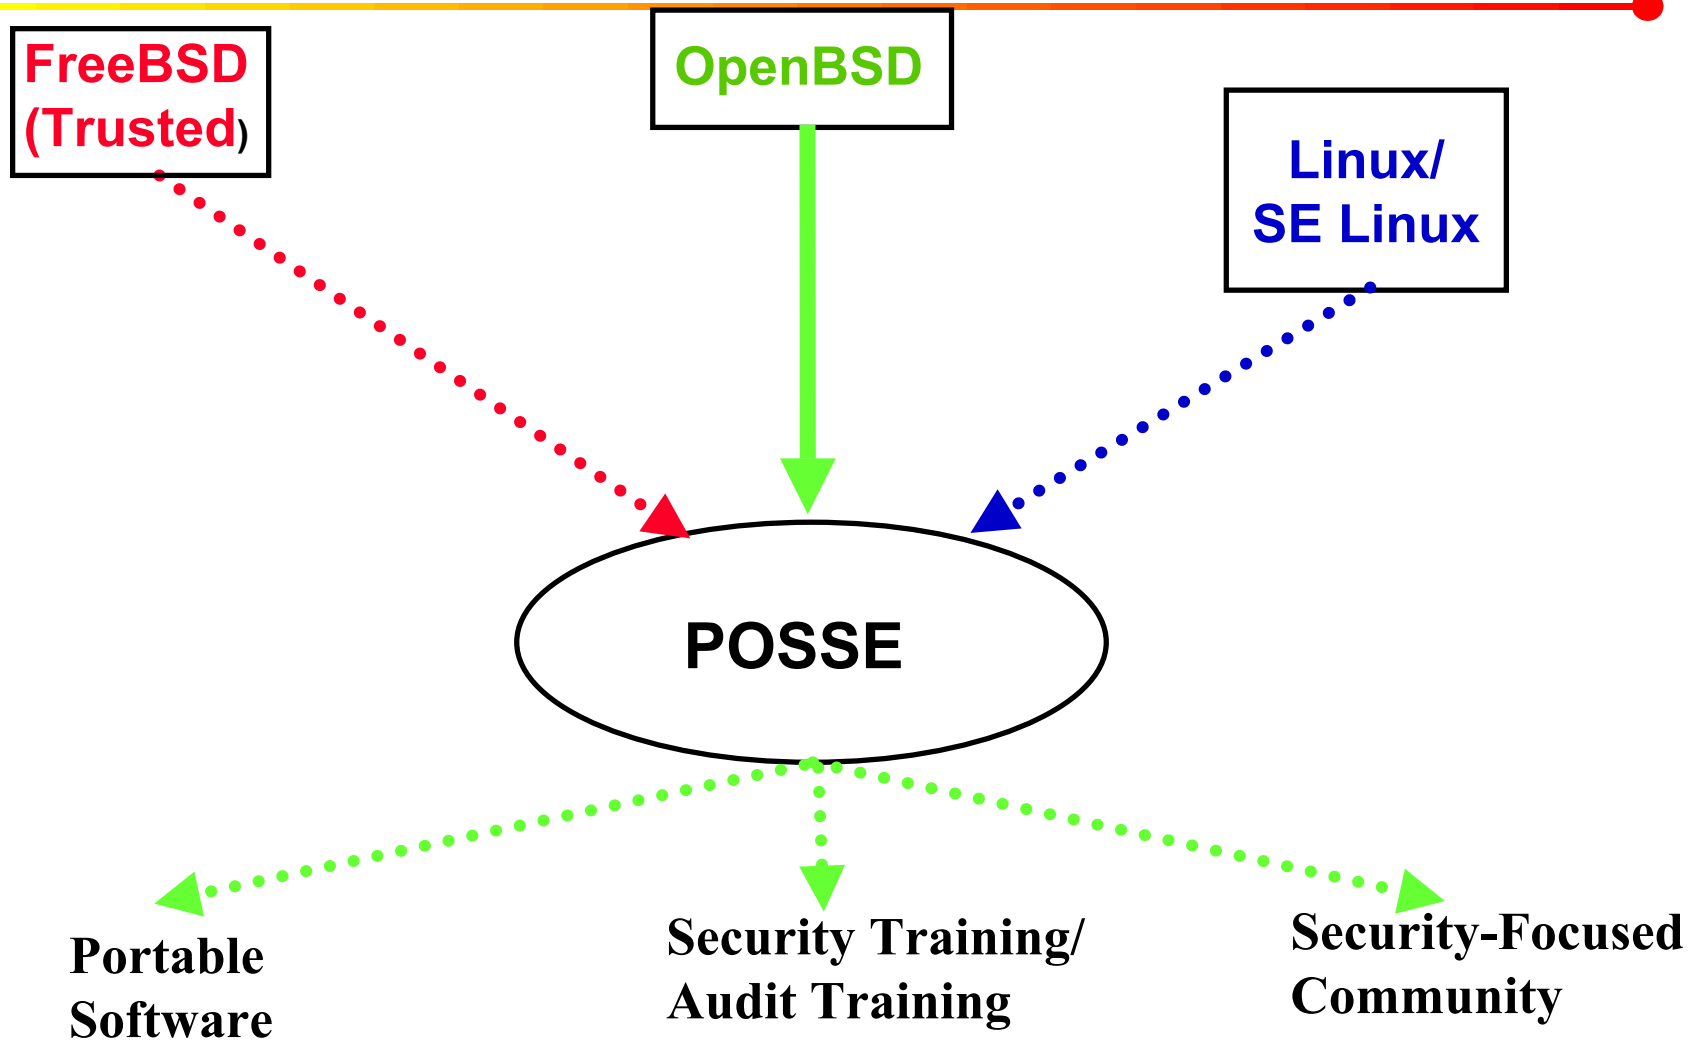 FreeBSD
(Trusted)
OpenBSD
Linux/
SE Linux
POSSE
Portable
Software
Security Training/
Audit Training
Security-Focused
Community